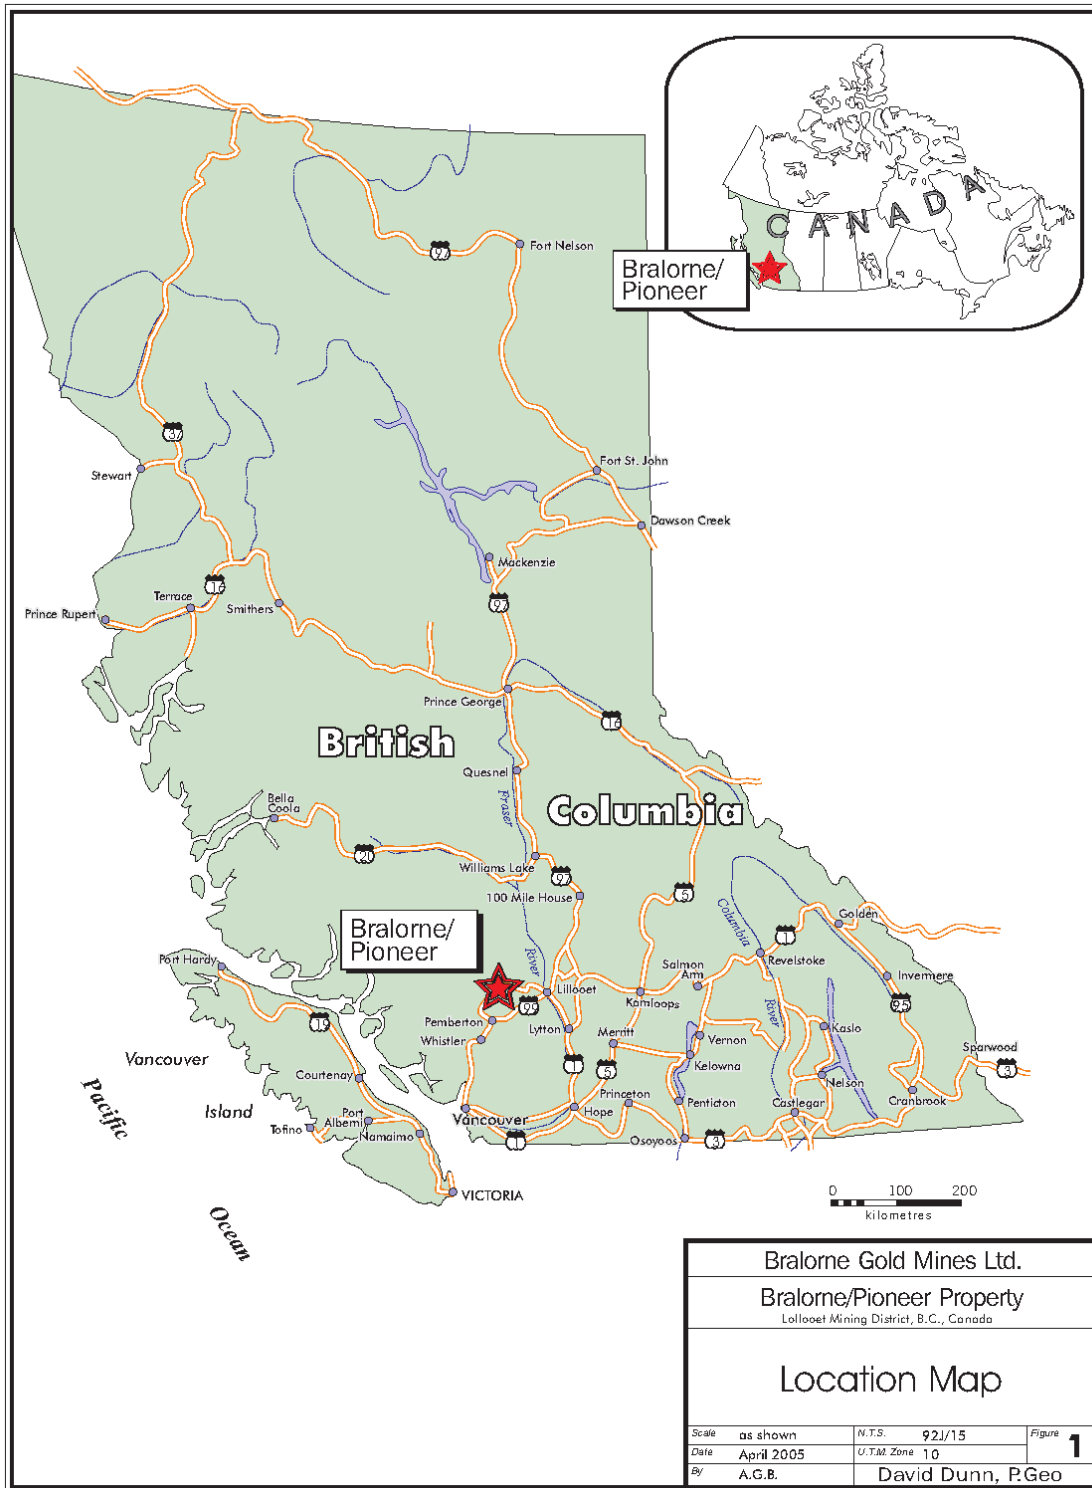 CANADA
Bralorne/
Pioneer
97
Fort Nelson
37
Stewart
Fort St. John
Dawson Creek
Mackenzie
16
97
Terrace
Smithers
Prince Rupert
Prince George
16
British
Quesnel
Columbia
Bella
Coola
Fraser
20
Williams Lake
97
100 Mile House
5
Columbia
Golden
1
Bralorne/
Pioneer
Port Hardy
River
Salmon
Arm
Revelstoke
Invermere
Lillooet
Kamloops
99
River
95
19
Pemberton
Lytton
Merritt
Vernon
Kaslo
Whistler
Sparwood
Vancouver
Kelowna
1
5
3
Courtenay
Nelson
Pacific
Island
Port
Alberni
Princeton
Penticton
Castlegar
Cranbrook
Vancouver
Hope
Tofino
Namaimo
1
Osoyoos
3
VICTORIA
Ocean
0 100 200
kilometres
Bralorne Gold Mines Ltd.
Bralorne/Pioneer Property
Lollooet Mining District, B.C., Canada
Location Map
Scale as shown N.T.S. 92J/15 Figure 1
Date April 2005 U.T.M. Zone 10
By A.G.B. David Dunn, P.Geo